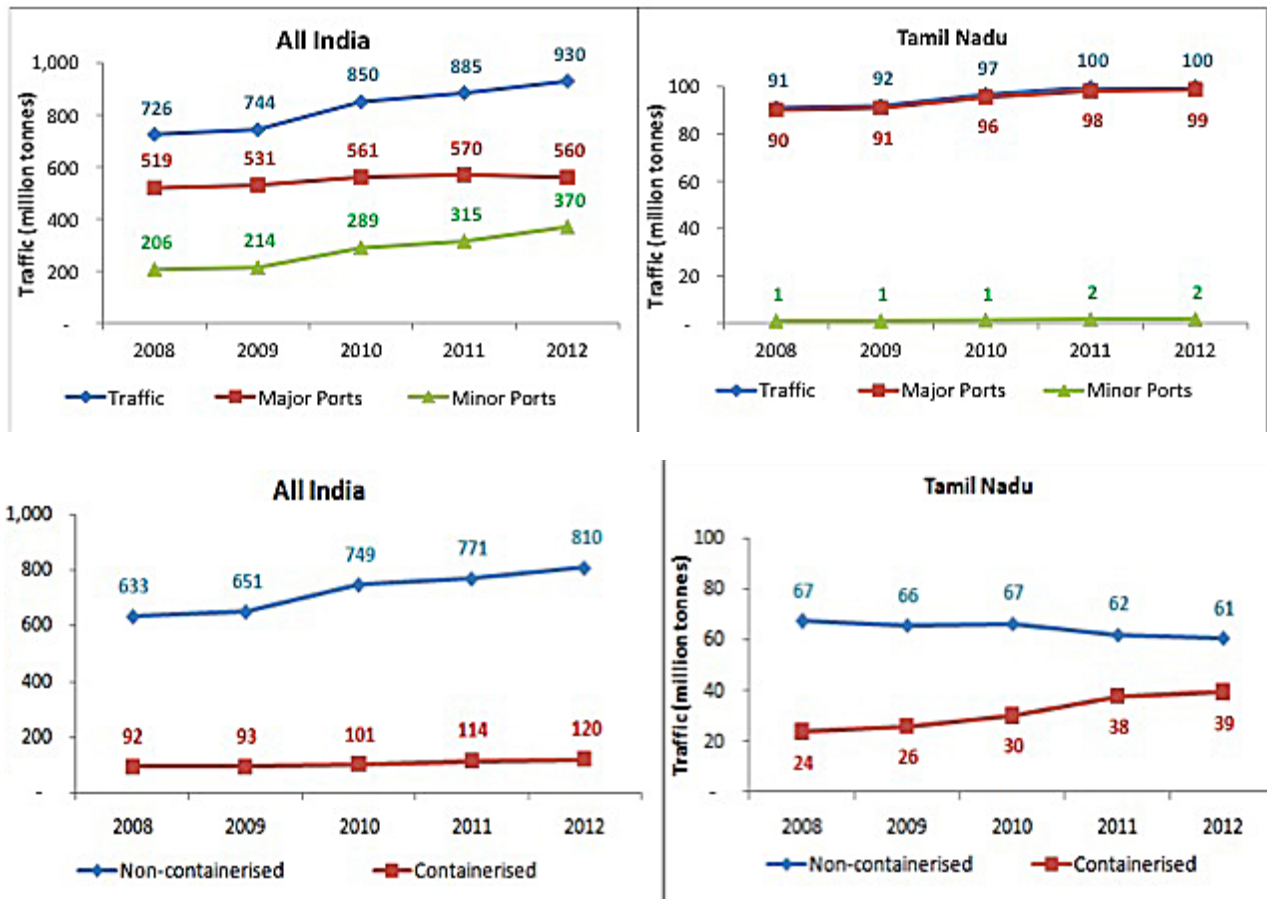 All India
Traffic (million tonnes)
1,000
800
600
400
200
-
726 744 850 885 930
519 531 561 570 560
206 214 289 315 370
2008 2009 2010 2011 2012
Traffic Major Ports Minor Ports
Tamil Nadu
Traffic (million tonnes)
100
80
60
40
20
-
91 92 97 100 100
90 91 96 98 99
1 1 1 2 2
2008 2009 2010 2011 2012
Traffic Major Ports Minor Ports
All India
1,000
800
600
400
200
-
633 651 749 771 810
92 93 101 114 120
2008 2009 2010 2011 2012
Non-containerised Containerised
Tamil Nadu
Traffic (million tonnes)
100
80
60
40
20
-
67 66 67 62 61
24 26 30 38 39
2008 2009 2010 2011 2012
Non-containerised Containerised